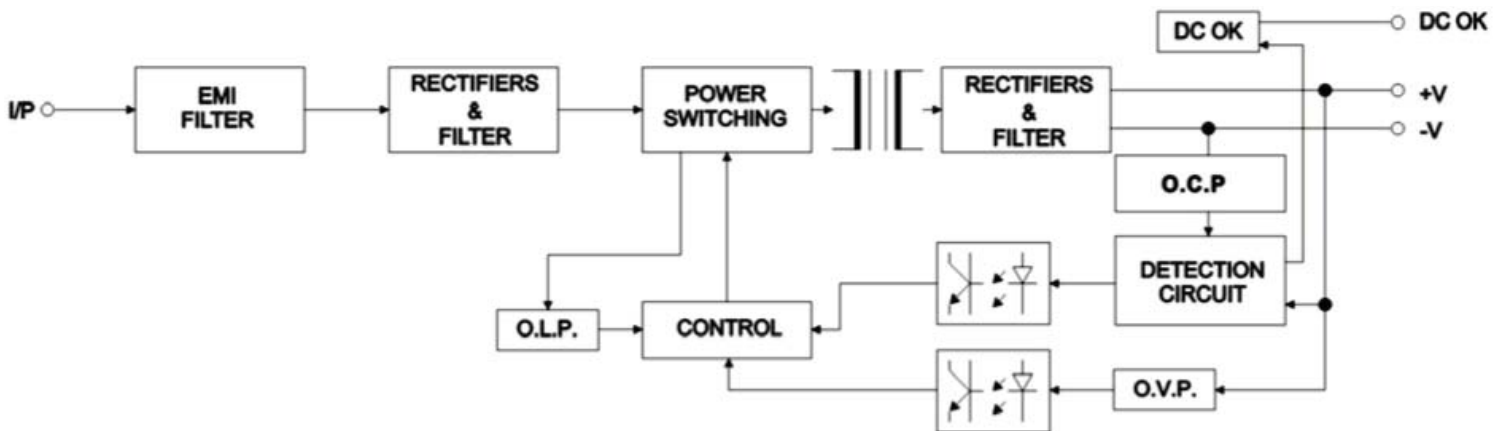 DC OK
DC OK
I/P
EMI
FILTER
RECTIFIERS
&
FILTER
POWER
SWITCHING
RECTIFIERS
&
FILTER
+V
-V
O.C.P
DETECTION
CIRCUIT
O.L.P.
CONTROL
O.V.P.